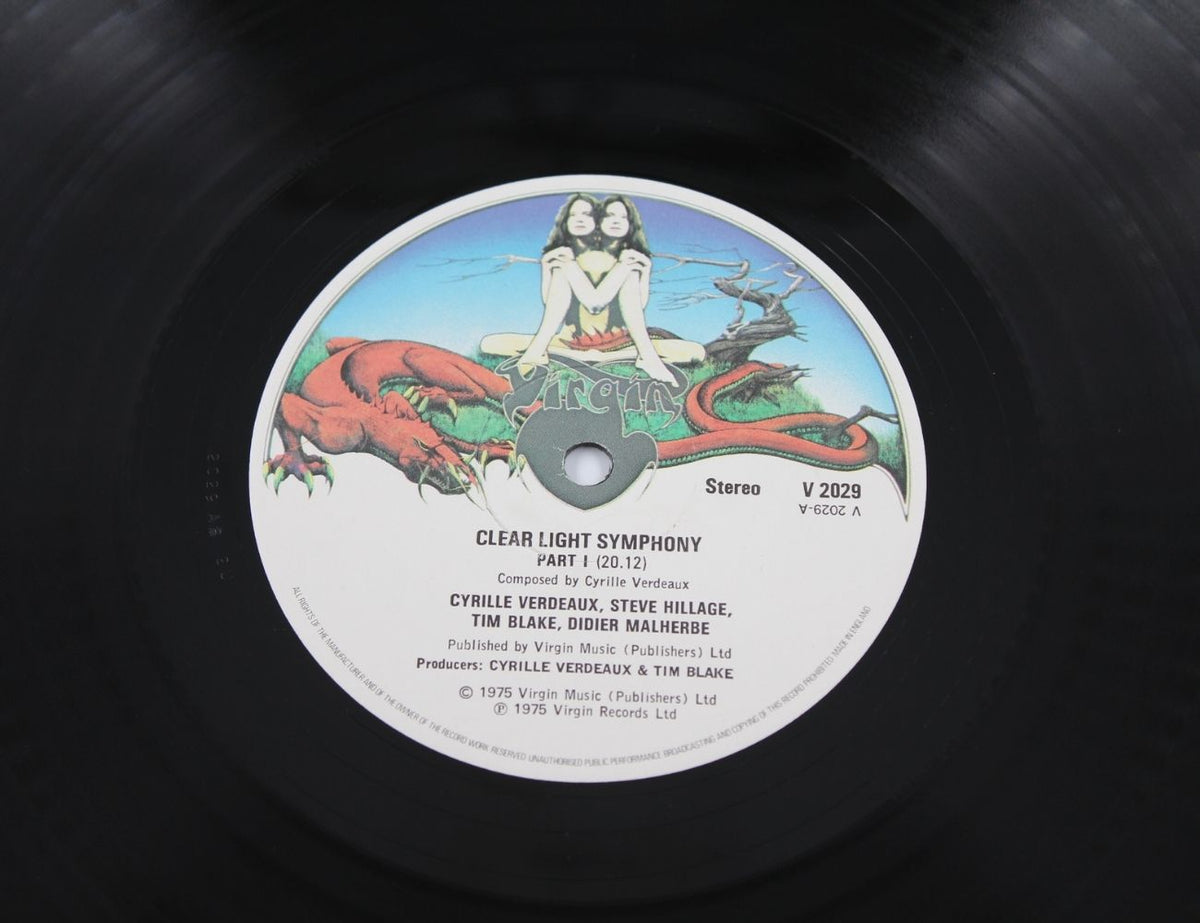 Virgin
Stereo V 2029
V 2029-A
CLEAR LIGHT SYMPHONY
PART I (20.12)
Composed by Cyrille Verdeaux
CYRILLE VERDEAUX, STEVE HILLAGE,
TIM BLAKE, DIDIER MALHERBE
Published by Virgin Music (Publishers) Ltd
Producers: CYRILLE VERDEAUX & TIM BLAKE
© 1975 Virgin Music (Publishers) Ltd
℗ 1975 Virgin Records Ltd
ALL RIGHTS OF THE MANUFACTURER AND OF THE OWNER OF THE RECORD WORK RESERVED UNAUTHORISED PUBLIC PERFORMANCE BROADCASTING AND COPYING OF THIS RECORD PROHIBITED MADE IN ENGLAND